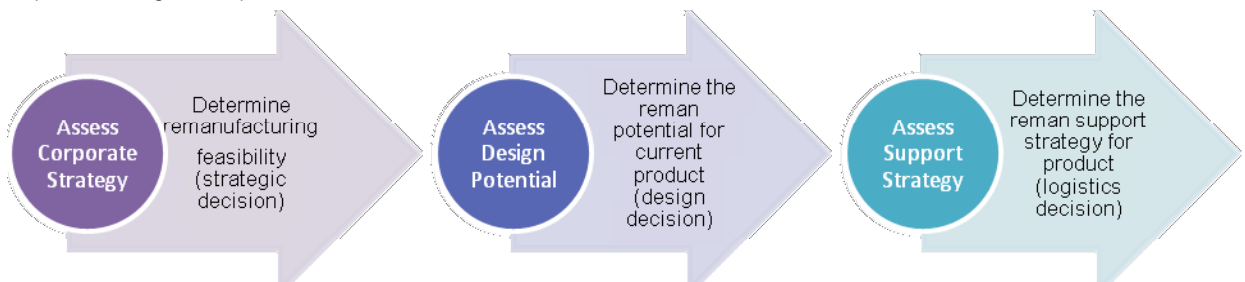 Assess
Corporate
Strategy
Determine
remanufacturing
feasibility
(strategic
decision)
Assess
Design
Potential
Determine the
reman
potential for
current
product
(design
decision)
Assess
Support
Strategy
Determine the
reman support
strategy for
product
(logistics
decision)